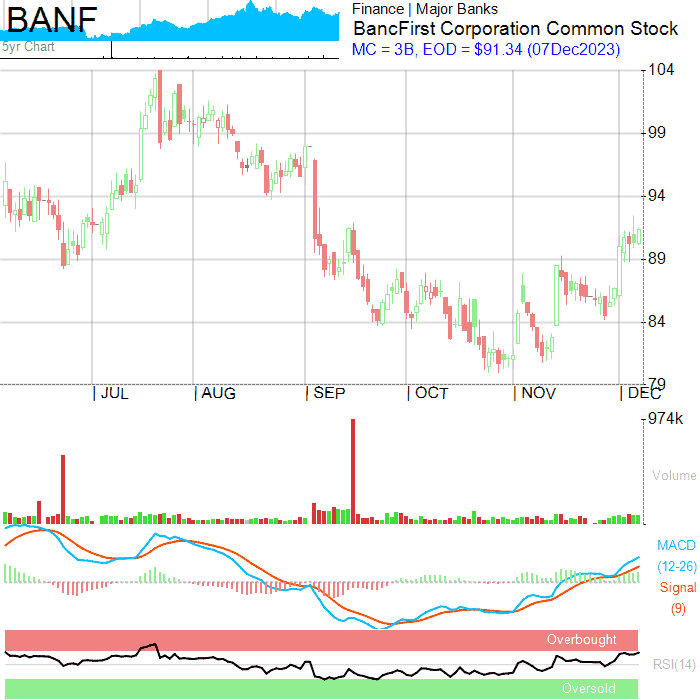 BANF
5yr Chart
Finance | Major Banks
BancFirst Corporation Common Stock
MC = 3B, EOD = $91.34 (07Dec2023)
104
99
94
89
84
79
| JUL | AUG | SEP | OCT | NOV | DEC
974k
Volume
MACD
(12-26)
Signal
(9)
Overbought
RSI(14)
Oversold